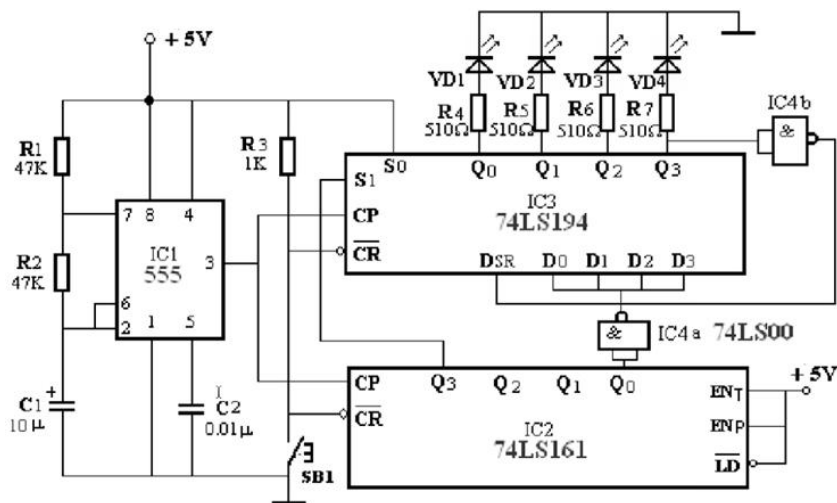 +5V
R1
47K
R2
47K
C1
+
10μ
7
8
4
IC1
555
3
6
2
1
5
C2
0.01μ
R3
1K
SB1
VD1
VD2
VD3
VD4
R4
510Ω
R5
510Ω
R6
510Ω
R7
510Ω
IC4b
&
S1
S0
Q0
Q1
Q2
Q3
CP
CR
IC3
74LS194
DSR
D0
D1
D2
D3
&
IC4a 74LS00
CP
Q3
Q2
Q1
Q0
CR
IC2
74LS161
ENT
ENP
LD
+5V